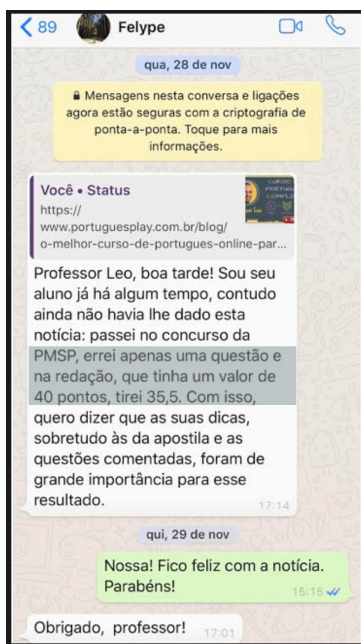 89
Felype
qua, 28 de nov
Mensagens nesta conversa e ligações
agora estão seguras com a criptografia de
ponta-a-ponta. Toque para mais
informações.
Você • Status
https://
www.portuguesplay.com.br/blog/
o-melhor-curso-de-portugues-online-par...
Professor Leo, boa tarde! Sou seu
aluno já há algum tempo, contudo
ainda não havia lhe dado esta
notícia: passei no concurso da
PMSP, errei apenas uma questão e
na redação, que tinha um valor de
40 pontos, tirei 35,5. Com isso,
quero dizer que as suas dicas,
sobretudo às da apostila e as
questões comentadas, foram de
grande importância para esse
resultado.
17:14
qui, 29 de nov
Nossa! Fico feliz com a notícia.
Parabéns!
15:15
Obrigado, professor!
17:01